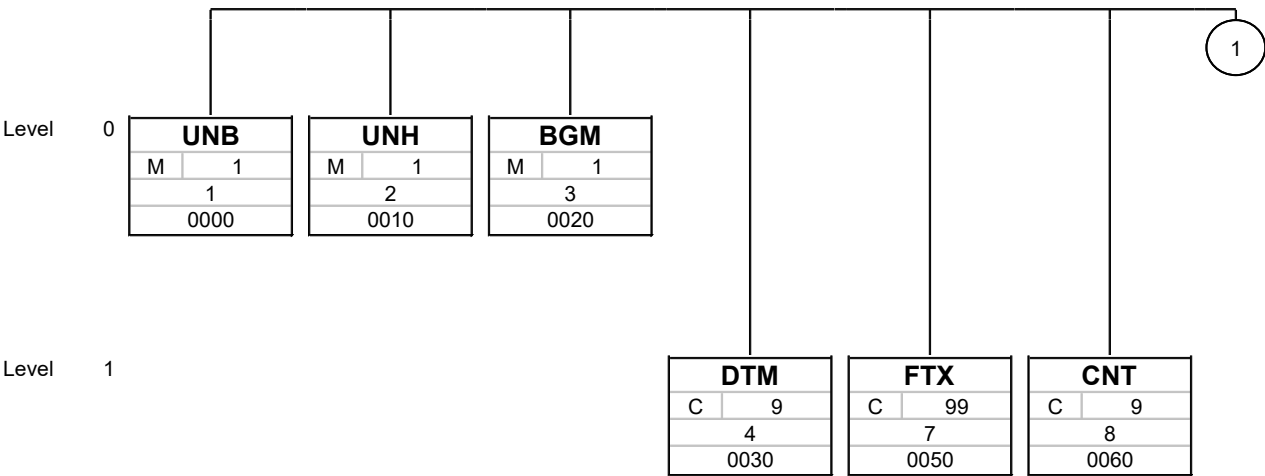 1
Level 0
UNB UNH BGM
M 1 M 1 M 1
1 2 3
0000 0010 0020
Level 1
DTM FTX CNT
C 9 C 99 C 9
4 7 8
0030 0050 0060